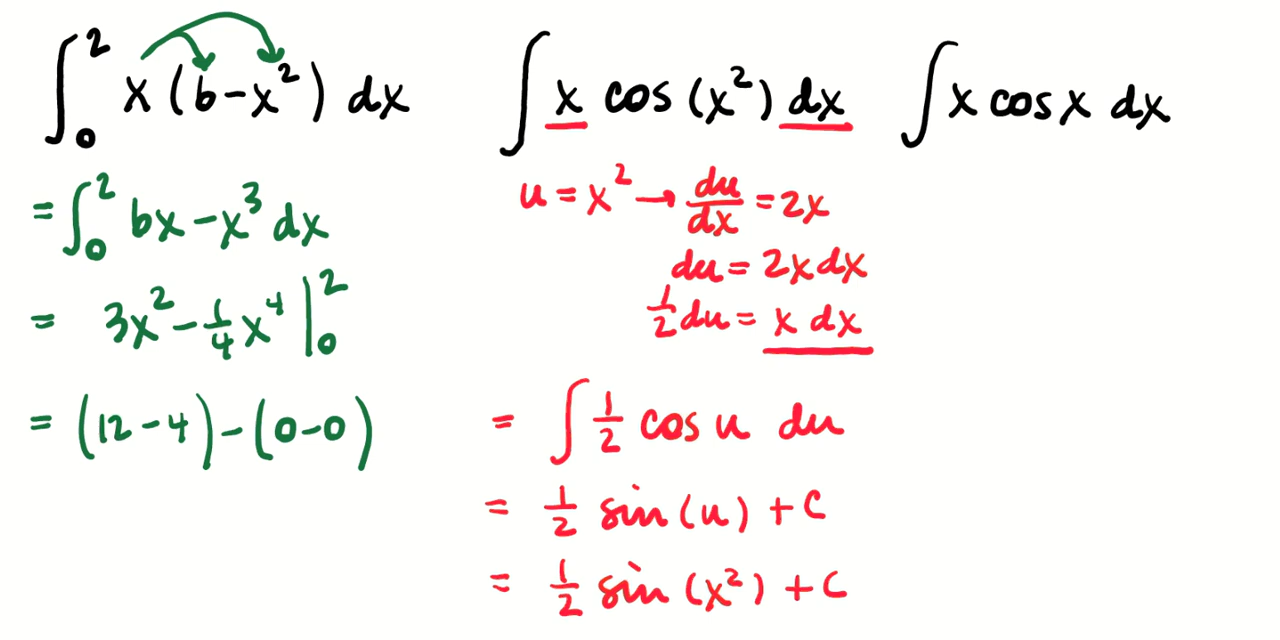 ∫₀² x(6-x²) dx
= ∫₀² 6x-x³ dx
= 3x² - 1/4 x⁴ |₀²
= (12-4)-(0-0)
∫ x cos(x²) dx
u = x² → du/dx = 2x
du = 2x dx
1/2 du = x dx
= ∫ 1/2 cos u du
= 1/2 sin(u) + C
= 1/2 sin(x²) + C
∫ x cos x dx